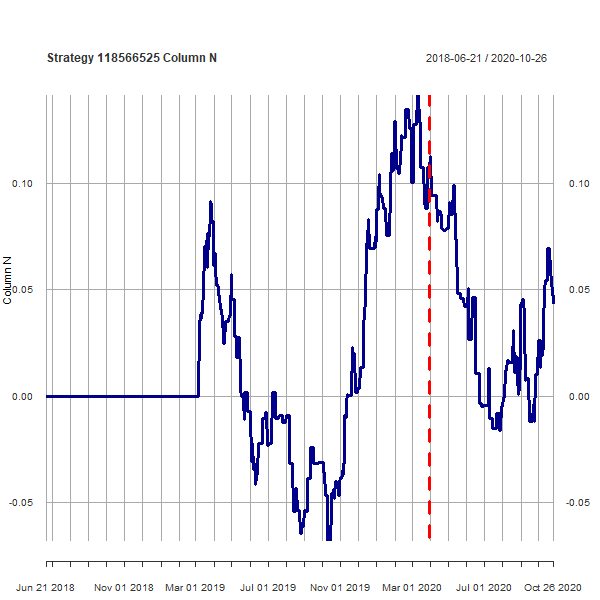 Strategy 118566525 Column N
2018-06-21 / 2020-10-26
Column N
0.10
0.10
0.05
0.05
0.00
0.00
-0.05
-0.05
Jun 21 2018
Nov 01 2018
Mar 01 2019
Jul 01 2019
Nov 01 2019
Mar 01 2020
Jul 01 2020
Oct 26 2020